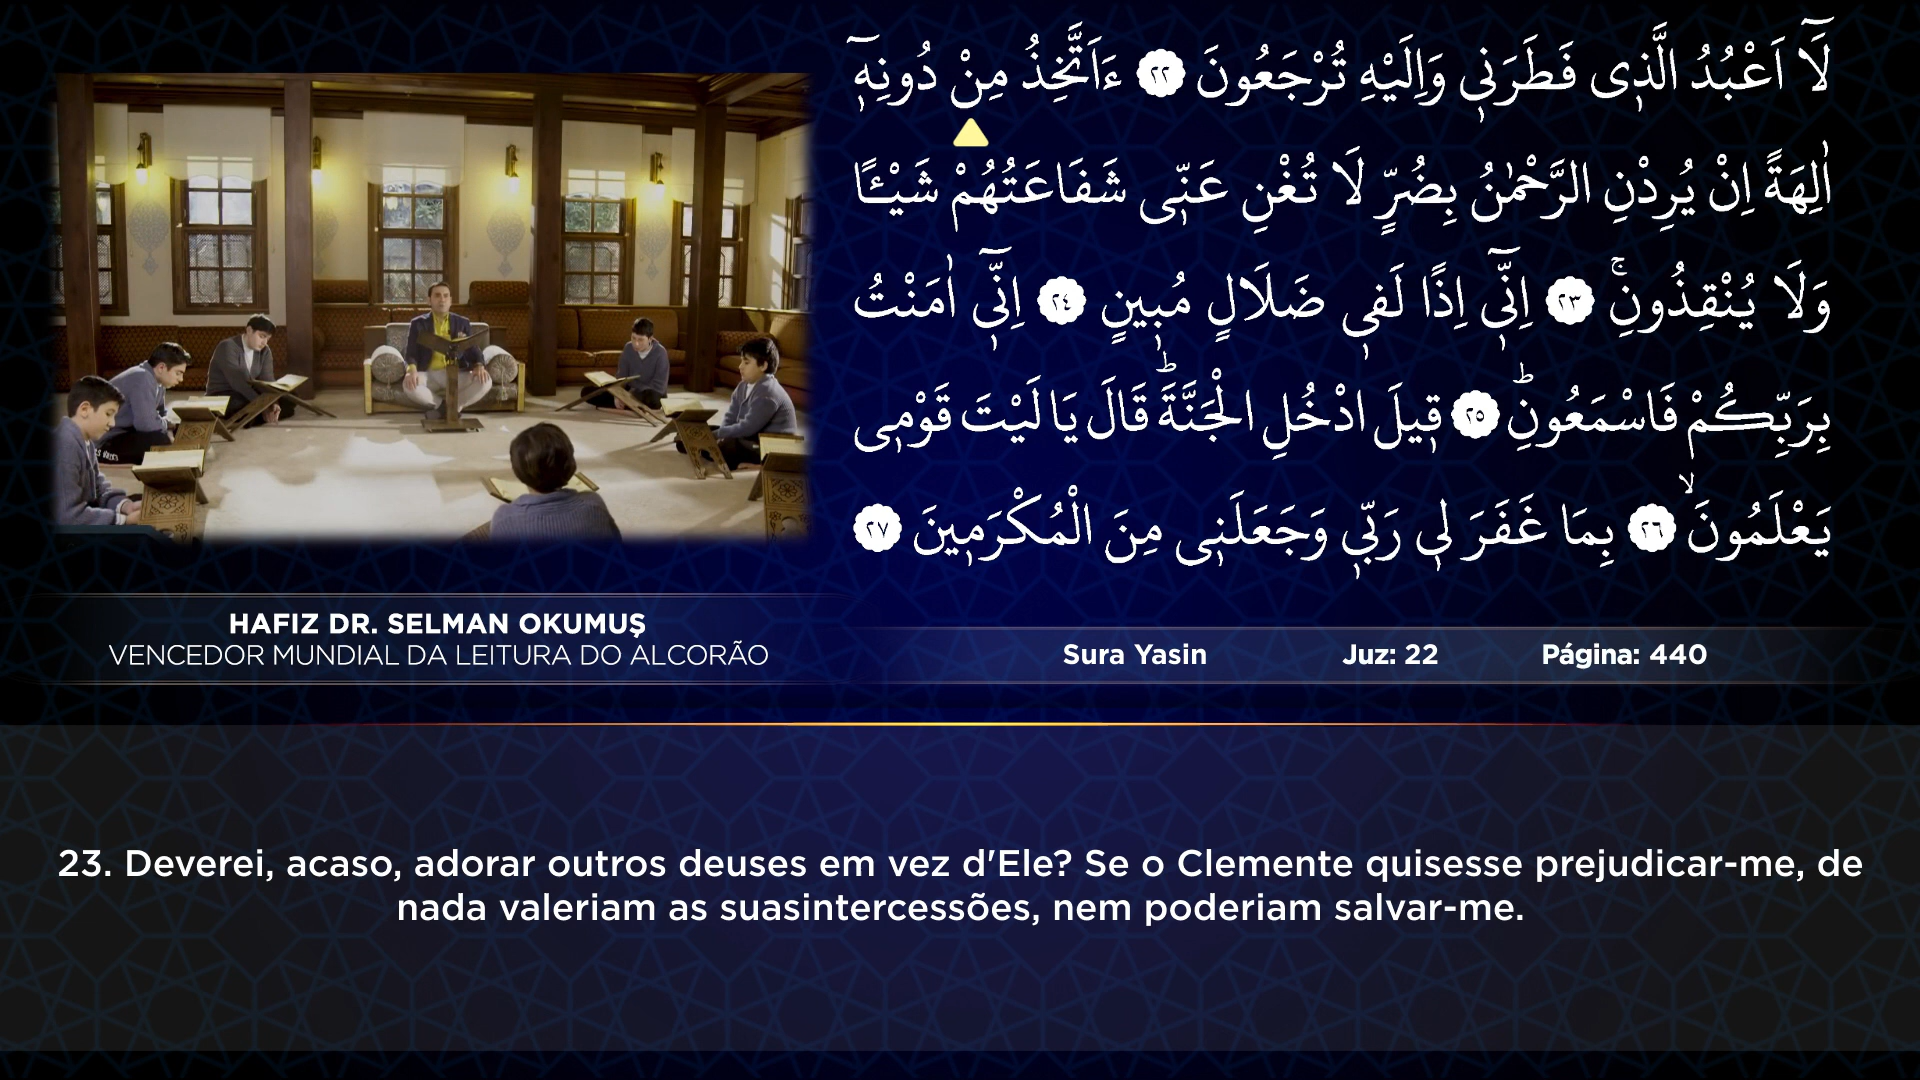 لَٓا اَعْبُدُ الَّذٖى فَطَرَنٖى وَاِلَيْهِ تُرْجَعُونَ ٢٢ ءَاَتَّخِذُ مِنْ دُونِهٖٓ
اٰلِهَةً اِنْ يُرِدْنِ الرَّحْمٰنُ بِضُرٍّ لَا تُغْنِ عَنّٖى شَفَاعَتُهُمْ شَيْـًٔا
وَلَا يُنْقِذُونِۚ ٢٣ اِنّٖٓى اِذًا لَفٖى ضَلَالٍ مُبٖينٍ ٢٤ اِنّٖٓى اٰمَنْتُ
بِرَبِّكُمْ فَاسْمَعُونِؕ ٢٥ قٖيلَ ادْخُلِ الْجَنَّةَؕ قَالَ يَا لَيْتَ قَوْمٖى
يَعْلَمُونَۙ ٢٦ بِمَا غَفَرَ لٖى رَبّٖى وَجَعَلَنٖى مِنَ الْمُكْرَمٖينَ ٢٧
HAFIZ DR. SELMAN OKUMUŞ
VENCEDOR MUNDIAL DA LEITURA DO ALCORÃO
Sura Yasin Juz: 22 Página: 440
23. Deverei, acaso, adorar outros deuses em vez d'Ele? Se o Clemente quisesse prejudicar-me, de
nada valeriam as suasintercessões, nem poderiam salvar-me.